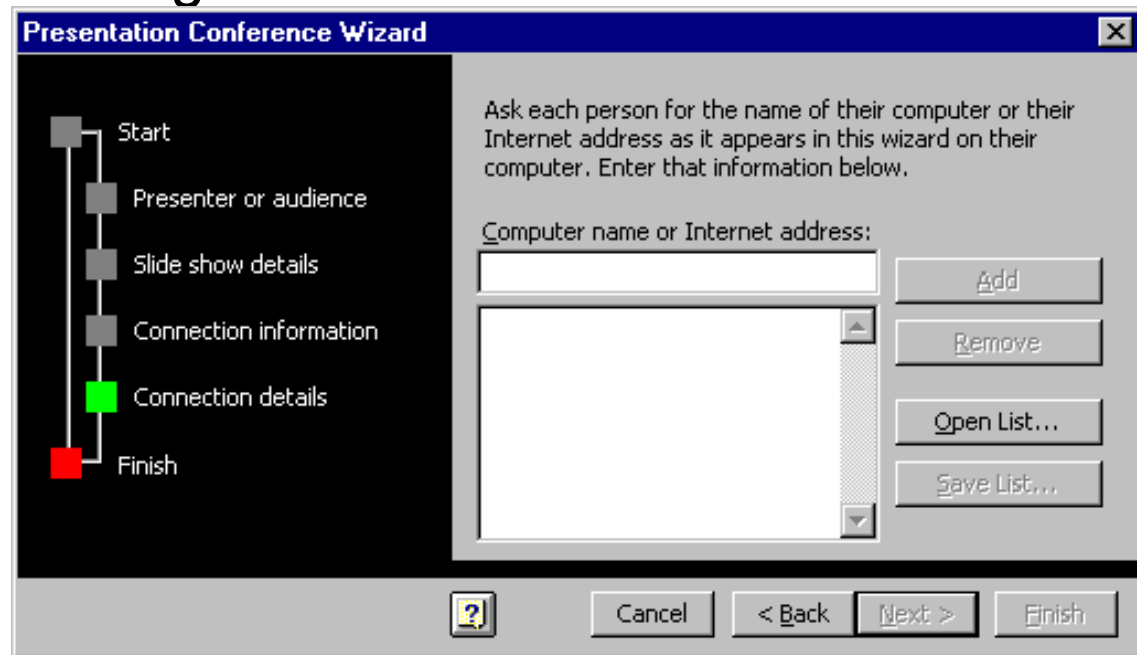 Presentation Conference Wizard
Start
Presenter or audience
Slide show details
Connection information
Connection details
Finish
Ask each person for the name of their computer or their
Internet address as it appears in this wizard on their
computer. Enter that information below.
Computer name or Internet address:
Add
Remove
Open List...
Save List...
?
Cancel
< Back
Next >
Finish